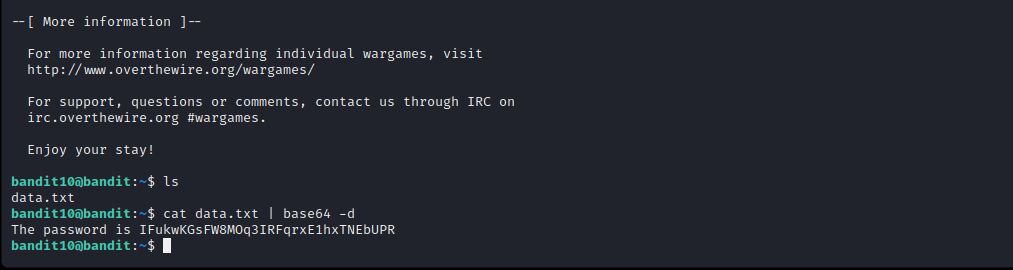 --[ More information ]--
For more information regarding individual wargames, visit
http://www.overthewire.org/wargames/
For support, questions or comments, contact us through IRC on
irc.overthewire.org #wargames.
Enjoy your stay!
bandit10@bandit:~$ ls
data.txt
bandit10@bandit:~$ cat data.txt | base64 -d
The password is IFukwKGsFW8MOq3IRFqrxE1hxTNEbUPR
bandit10@bandit:~$